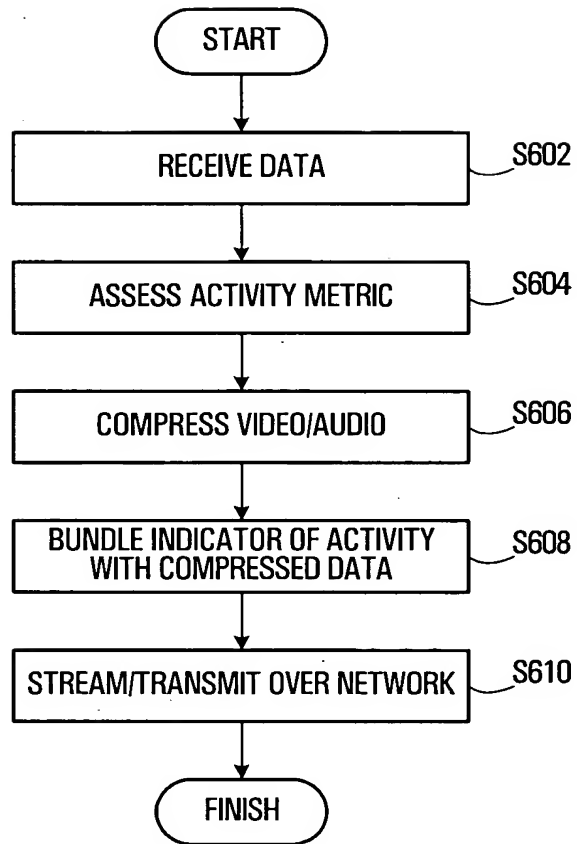 START
RECEIVE DATA
S602
ASSESS ACTIVITY METRIC
S604
COMPRESS VIDEO/AUDIO
S606
BUNDLE INDICATOR OF ACTIVITY
WITH COMPRESSED DATA
S608
STREAM/TRANSMIT OVER NETWORK
S610
FINISH